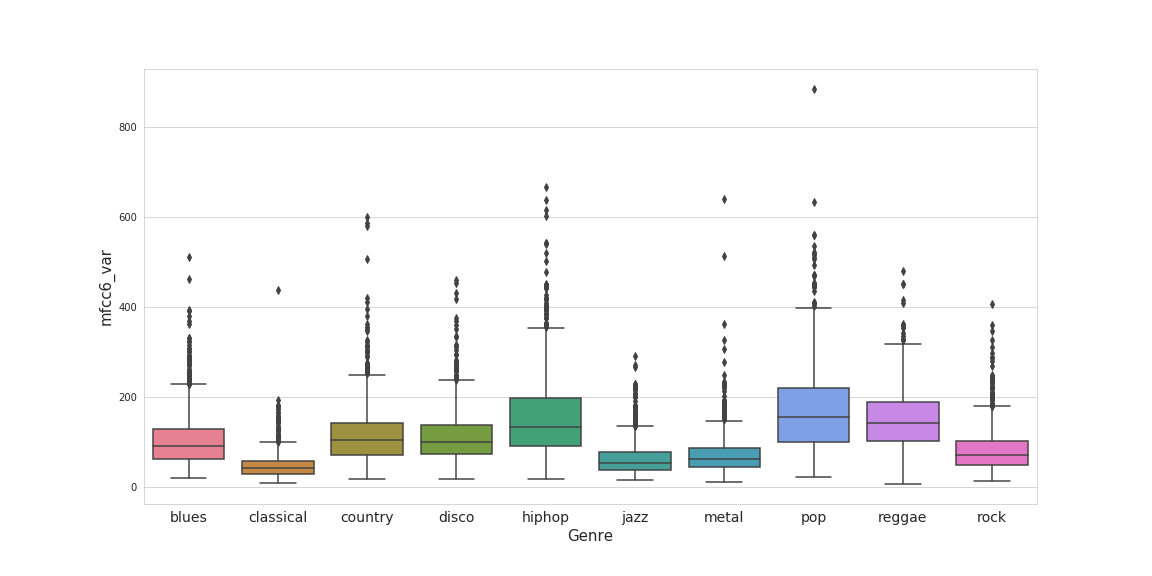 800
600
400
200
0
mfcc6_var
blues classical country disco hiphop jazz metal pop reggae rock
Genre